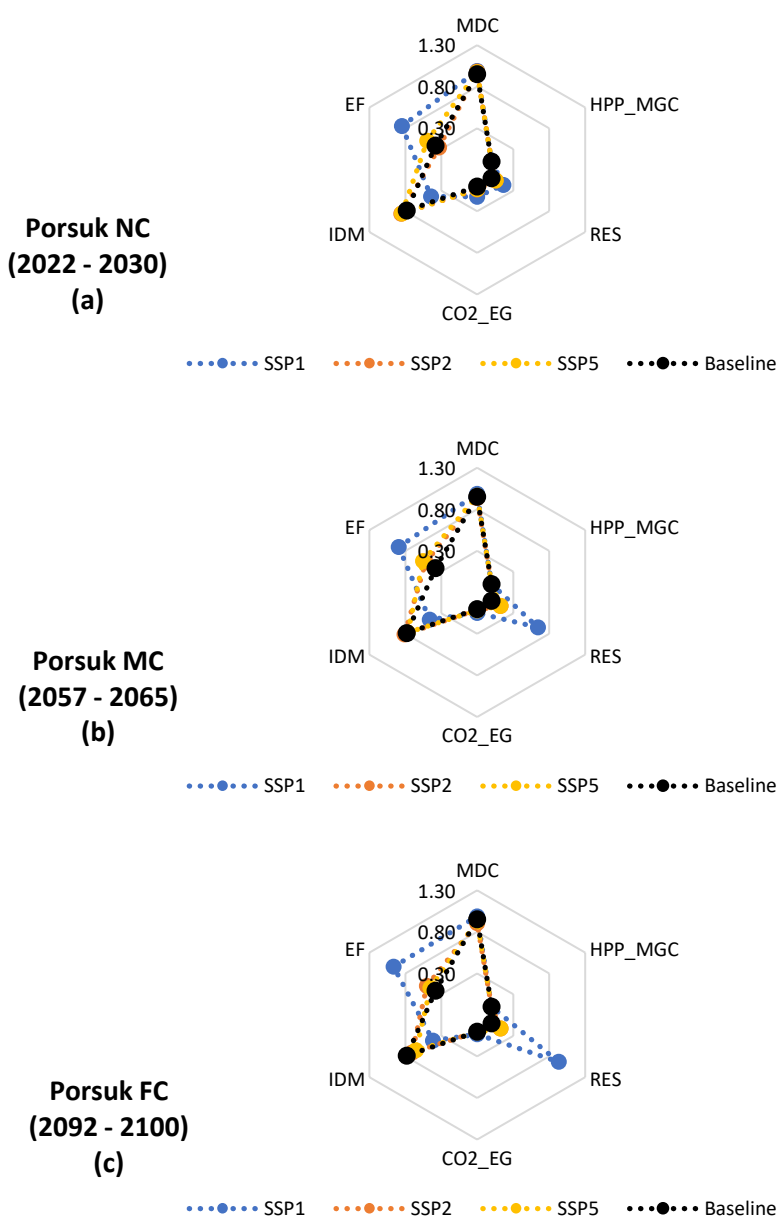 MDC
1.30
0.80
0.30
EF
HPP_MGC
IDM
RES
CO2_EG
Porsuk NC
(2022 - 2030)
(a)
SSP1 SSP2 SSP5 Baseline
MDC
1.30
0.80
0.30
EF
HPP_MGC
IDM
RES
CO2_EG
Porsuk MC
(2057 - 2065)
(b)
SSP1 SSP2 SSP5 Baseline
MDC
1.30
0.80
0.30
EF
HPP_MGC
IDM
RES
CO2_EG
Porsuk FC
(2092 - 2100)
(c)
SSP1 SSP2 SSP5 Baseline